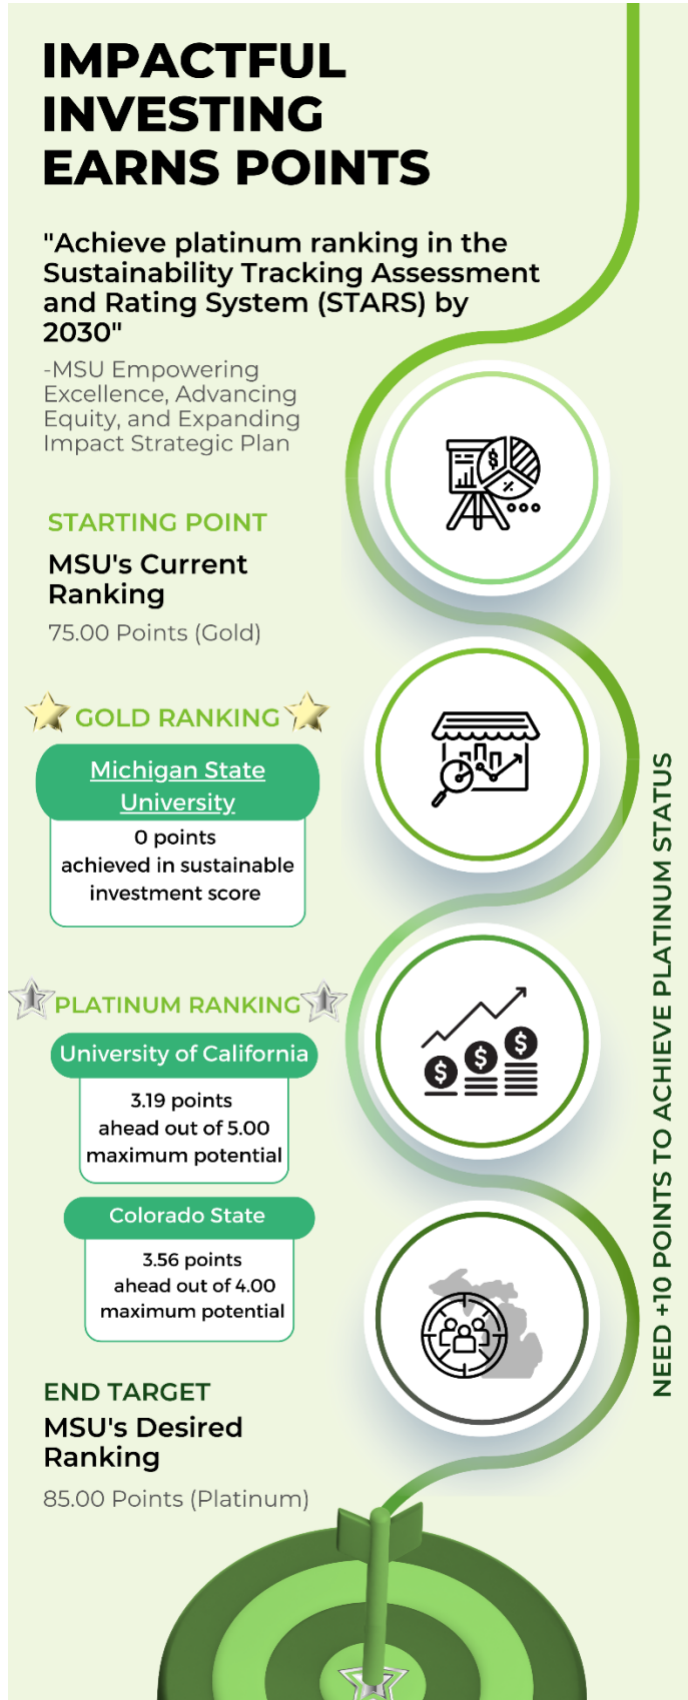 IMPACTFUL
INVESTING
EARNS POINTS
"Achieve platinum ranking in the
Sustainability Tracking Assessment
and Rating System (STARS) by
2030"
-MSU Empowering
Excellence, Advancing
Equity, and Expanding
Impact Strategic Plan
STARTING POINT
MSU's Current
Ranking
75.00 Points (Gold)
GOLD RANKING
Michigan State
University
0 points
achieved in sustainable
investment score
PLATINUM RANKING
University of California
3.19 points
ahead out of 5.00
maximum potential
Colorado State
3.56 points
ahead out of 4.00
maximum potential
END TARGET
MSU's Desired
Ranking
85.00 Points (Platinum)
NEED +10 POINTS TO ACHIEVE PLATINUM STATUS